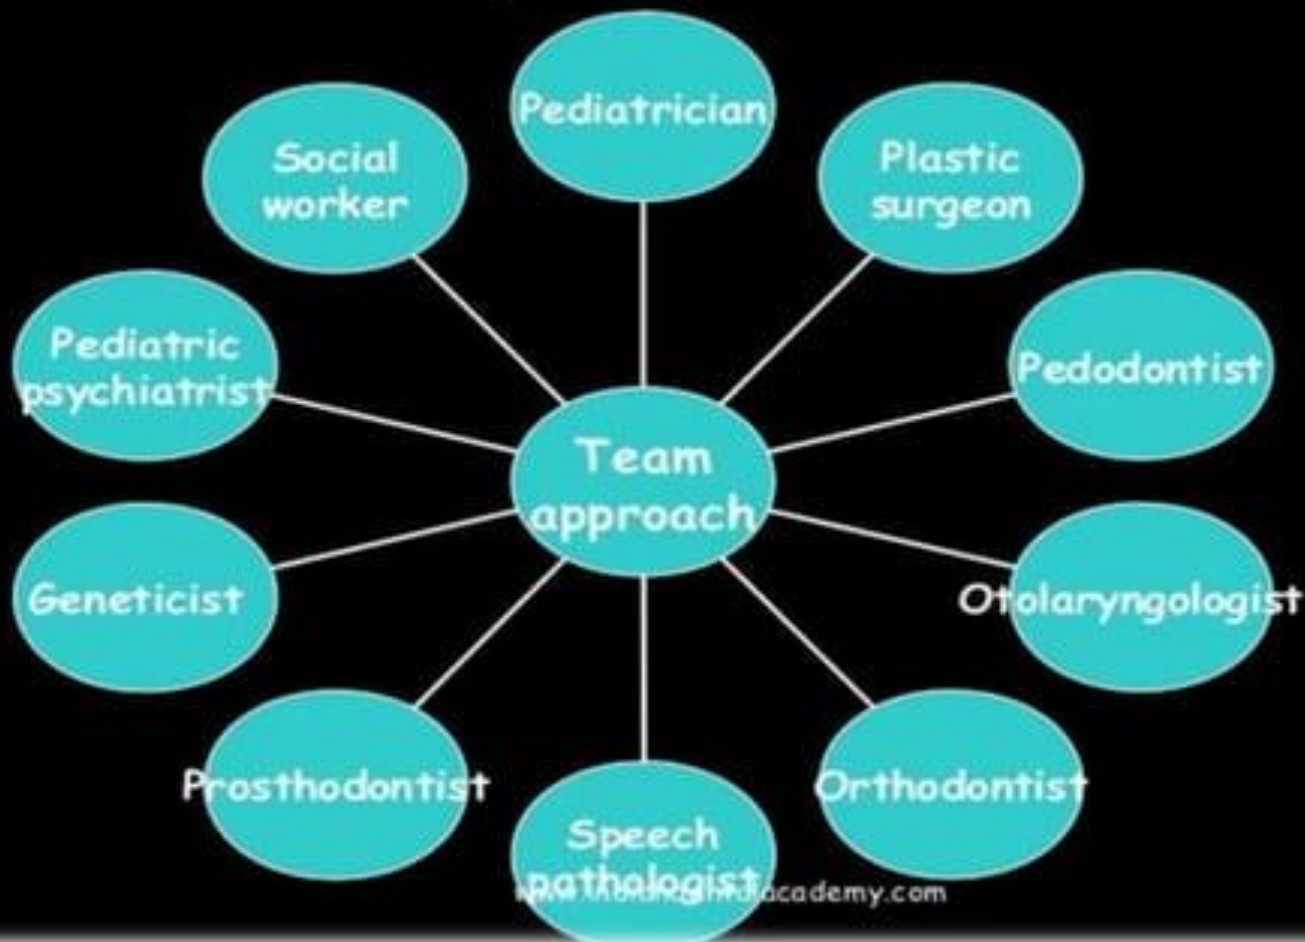 Pediatrician
Social
worker
Plastic
surgeon
Pediatric
psychiatrist
Pedodontist
Team
approach
Geneticist
Otolaryngologist
Prosthodontist
Orthodontist
Speech
pathologist
academy.com